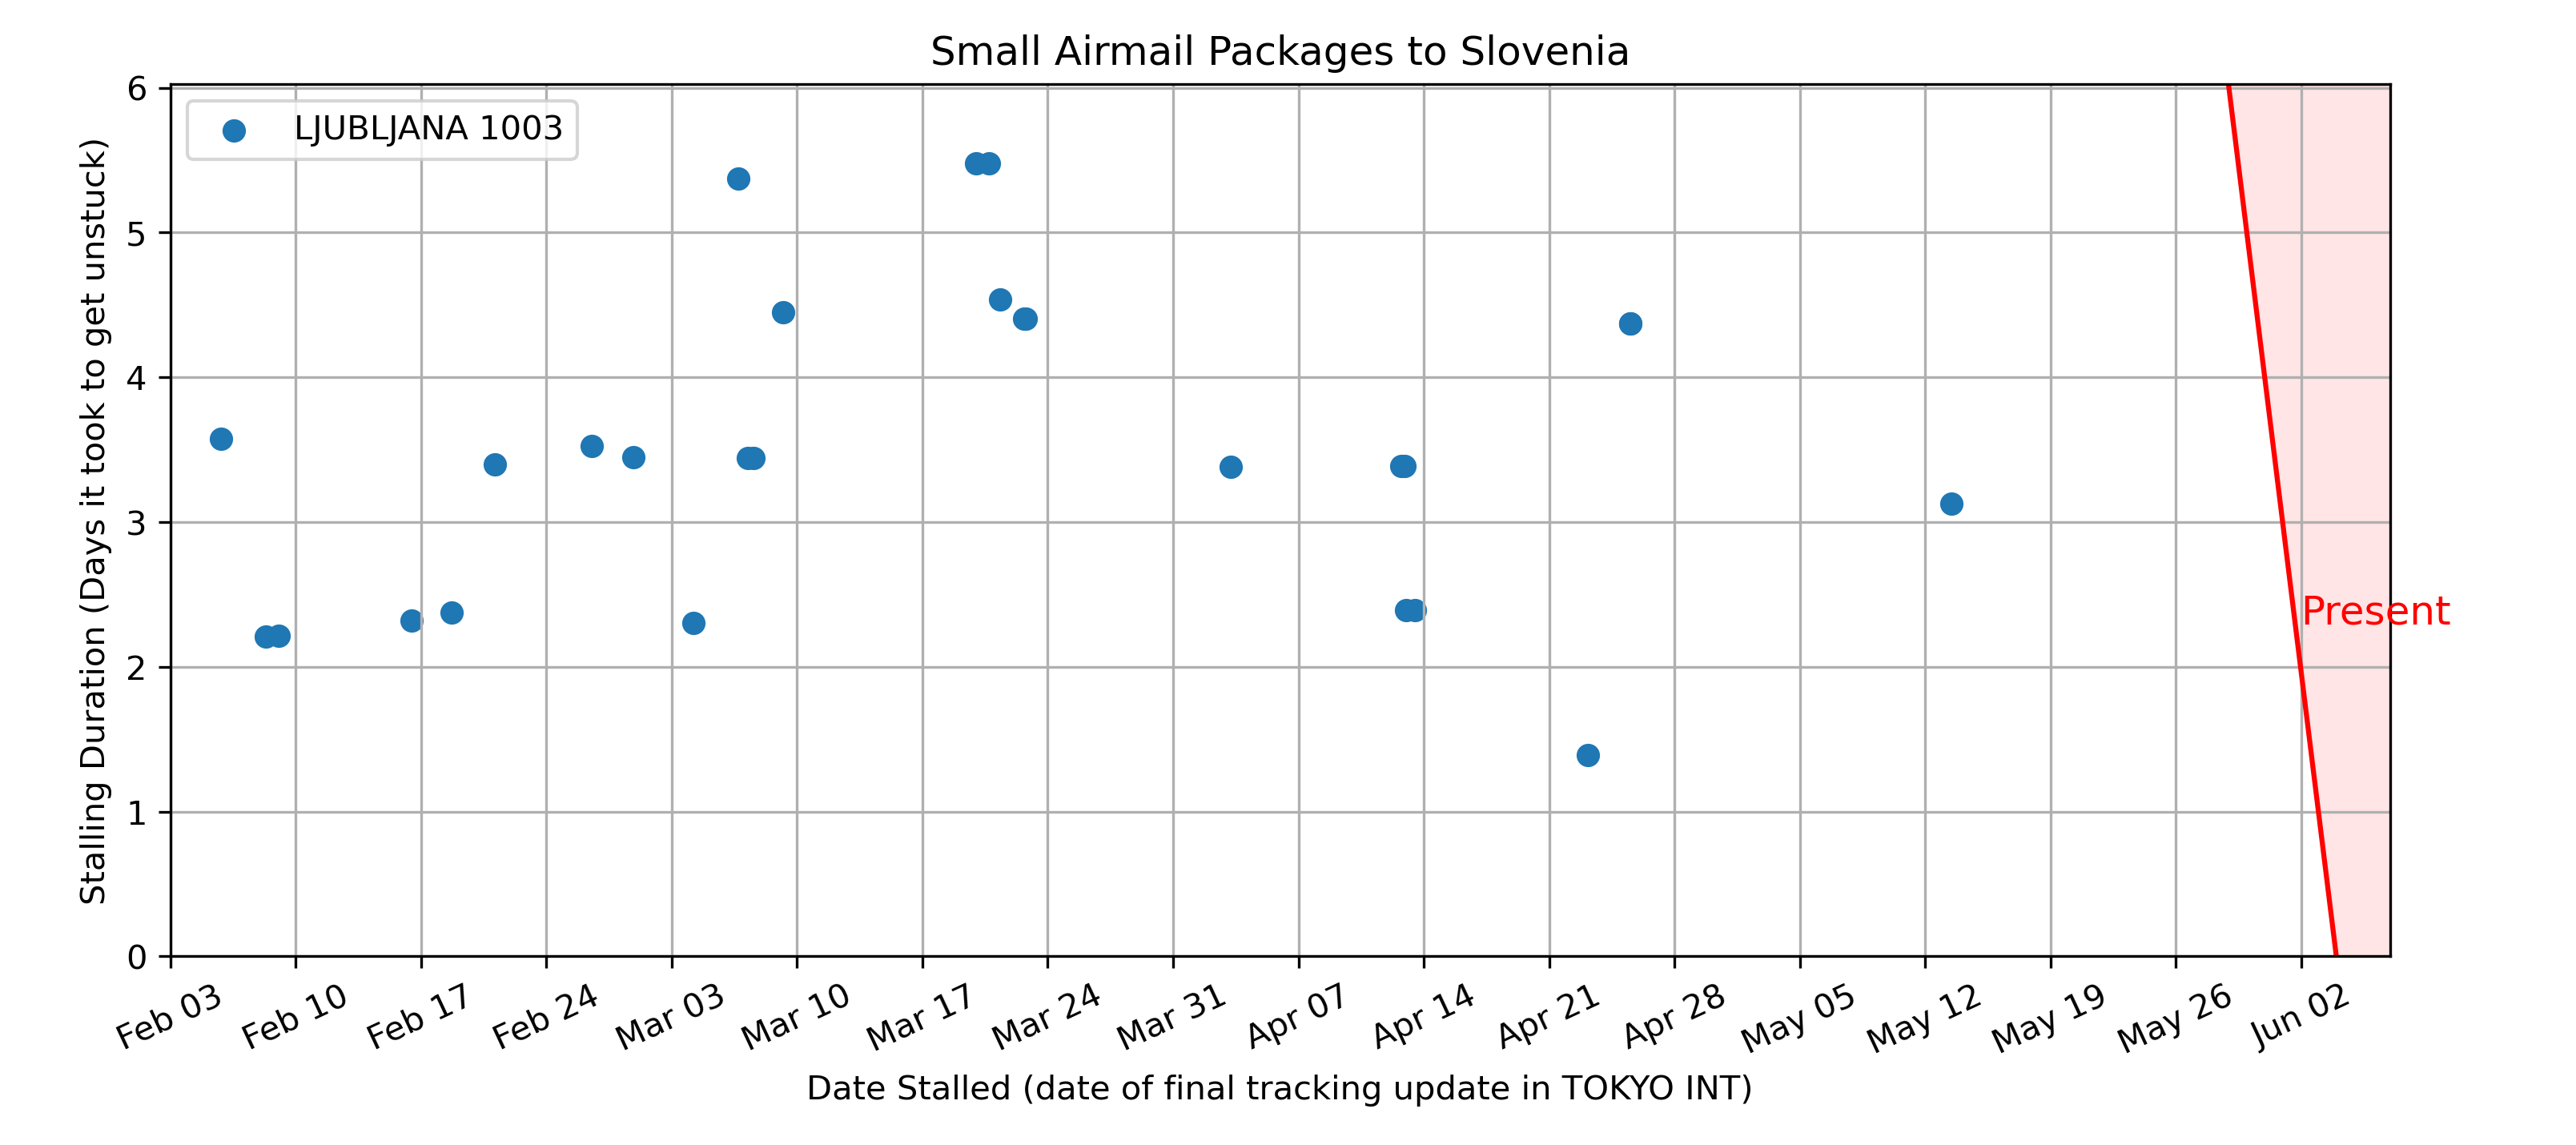 Small Airmail Packages to Slovenia
LJUBLJANA 1003
Stalling Duration (Days it took to get unstuck)
6
5
4
3
2
1
0
Present
Feb 03
Feb 10
Feb 17
Feb 24
Mar 03
Mar 10
Mar 17
Mar 24
Mar 31
Apr 07
Apr 14
Apr 21
Apr 28
May 05
May 12
May 19
May 26
Jun 02
Date Stalled (date of final tracking update in TOKYO INT)